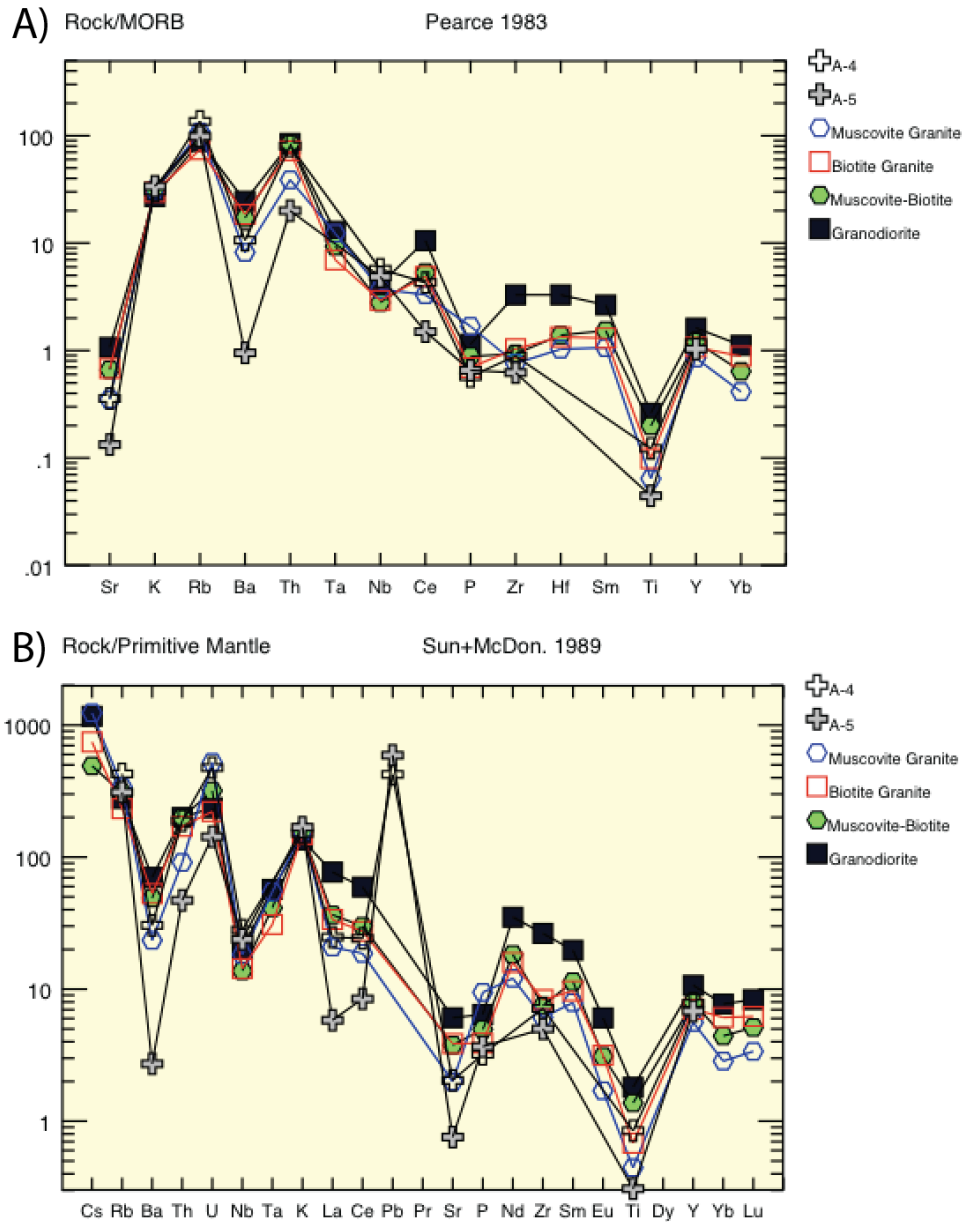 A) Rock/MORB Pearce 1983
A-4
A-5
Muscovite Granite
Biotite Granite
Muscovite-Biotite
Granodiorite
100
10
1
.1
.01
Sr K Rb Ba Th Ta Nb Ce P Zr Hf Sm Ti Y Yb
B) Rock/Primitive Mantle Sun+McDon. 1989
A-4
A-5
Muscovite Granite
Biotite Granite
Muscovite-Biotite
Granodiorite
1000
100
10
1
Cs Rb Ba Th U Nb Ta K La Ce Pb Pr Sr P Nd Zr Sm Eu Ti Dy Y Yb Lu